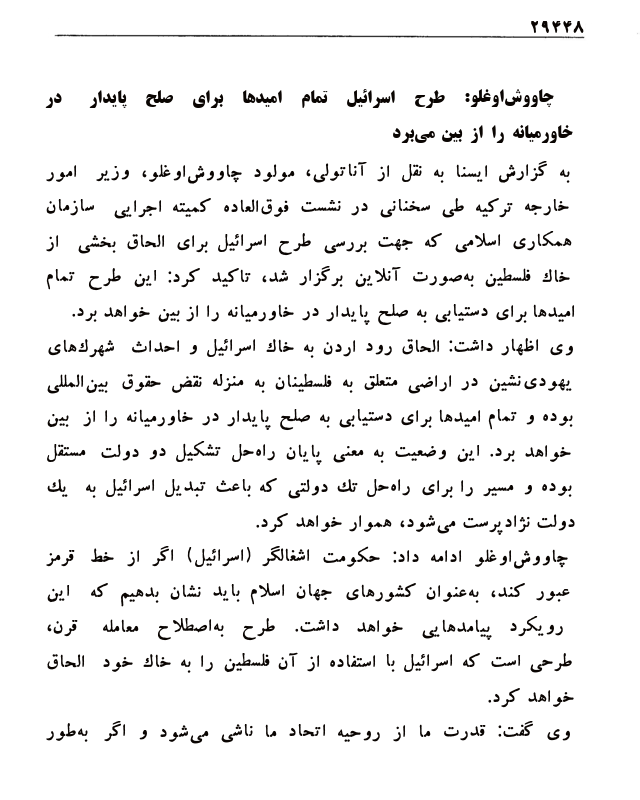 ۲۹۴۴۸
چاووش‌اوغلو: طرح اسرائیل تمام امیدها برای صلح پایدار در
خاورمیانه را از بین می‌برد
به گزارش ایسنا به نقل از آناتولی، مولود چاووش‌اوغلو، وزیر امور
خارجه ترکیه طی سخنانی در نشست فوق‌العاده کمیته اجرایی سازمان
همکاری اسلامی که جهت بررسی طرح اسرائیل برای الحاق بخشی از
خاك فلسطین به‌صورت آنلاین برگزار شد، تاکید کرد: این طرح تمام
امیدها برای دستیابی به صلح پایدار در خاورمیانه را از بین خواهد برد.
وی اظهار داشت: الحاق رود اردن به خاك اسرائیل و احداث شهرك‌های
یهودی‌نشین در اراضی متعلق به فلسطینان به منزله نقض حقوق بین‌المللی
بوده و تمام امیدها برای دستیابی به صلح پایدار در خاورمیانه را از بین
خواهد برد. این وضعیت به معنی پایان راه‌حل تشکیل دو دولت مستقل
بوده و مسیر را برای راه‌حل تك دولتی که باعث تبدیل اسرائیل به یك
دولت نژادپرست می‌شود، هموار خواهد کرد.
چاووش‌اوغلو ادامه داد: حکومت اشغالگر (اسرائیل) اگر از خط قرمز
عبور کند، به‌عنوان کشورهای جهان اسلام باید نشان بدهیم که این
رویکرد پیامدهایی خواهد داشت. طرح به‌اصطلاح معامله قرن،
طرحی است که اسرائیل با استفاده از آن فلسطین را به خاك خود الحاق
خواهد کرد.
وی گفت: قدرت ما از روحیه اتحاد ما ناشی می‌شود و اگر به‌طور